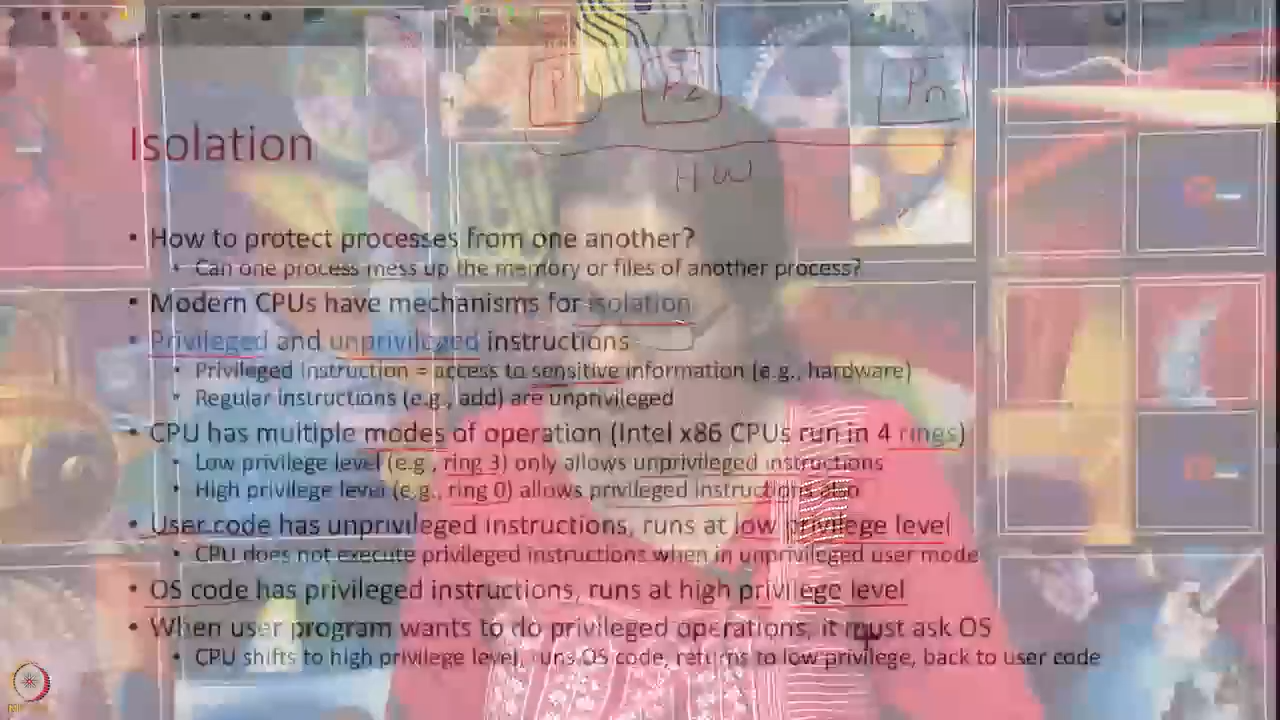 P1 P2 Pn
HW
Isolation
• How to protect processes from one another?
• Can one process mess up the memory or files of another process?
• Modern CPUs have mechanisms for isolation
• Privileged and unprivileged instructions
• Privileged instruction = access to sensitive information (e.g., hardware)
• Regular instructions (e.g., add) are unprivileged
• CPU has multiple modes of operation (Intel x86 CPUs run in 4 rings)
• Low privilege level (e.g., ring 3) only allows unprivileged instructions
• High privilege level (e.g., ring 0) allows privileged instructions also
• User code has unprivileged instructions, runs at low privilege level
• CPU does not execute privileged instructions when in unprivileged user mode
• OS code has privileged instructions, runs at high privilege level
• When user program wants to do privileged operations, it must ask OS
• CPU shifts to high privilege level, runs OS code, returns to low privilege, back to user code